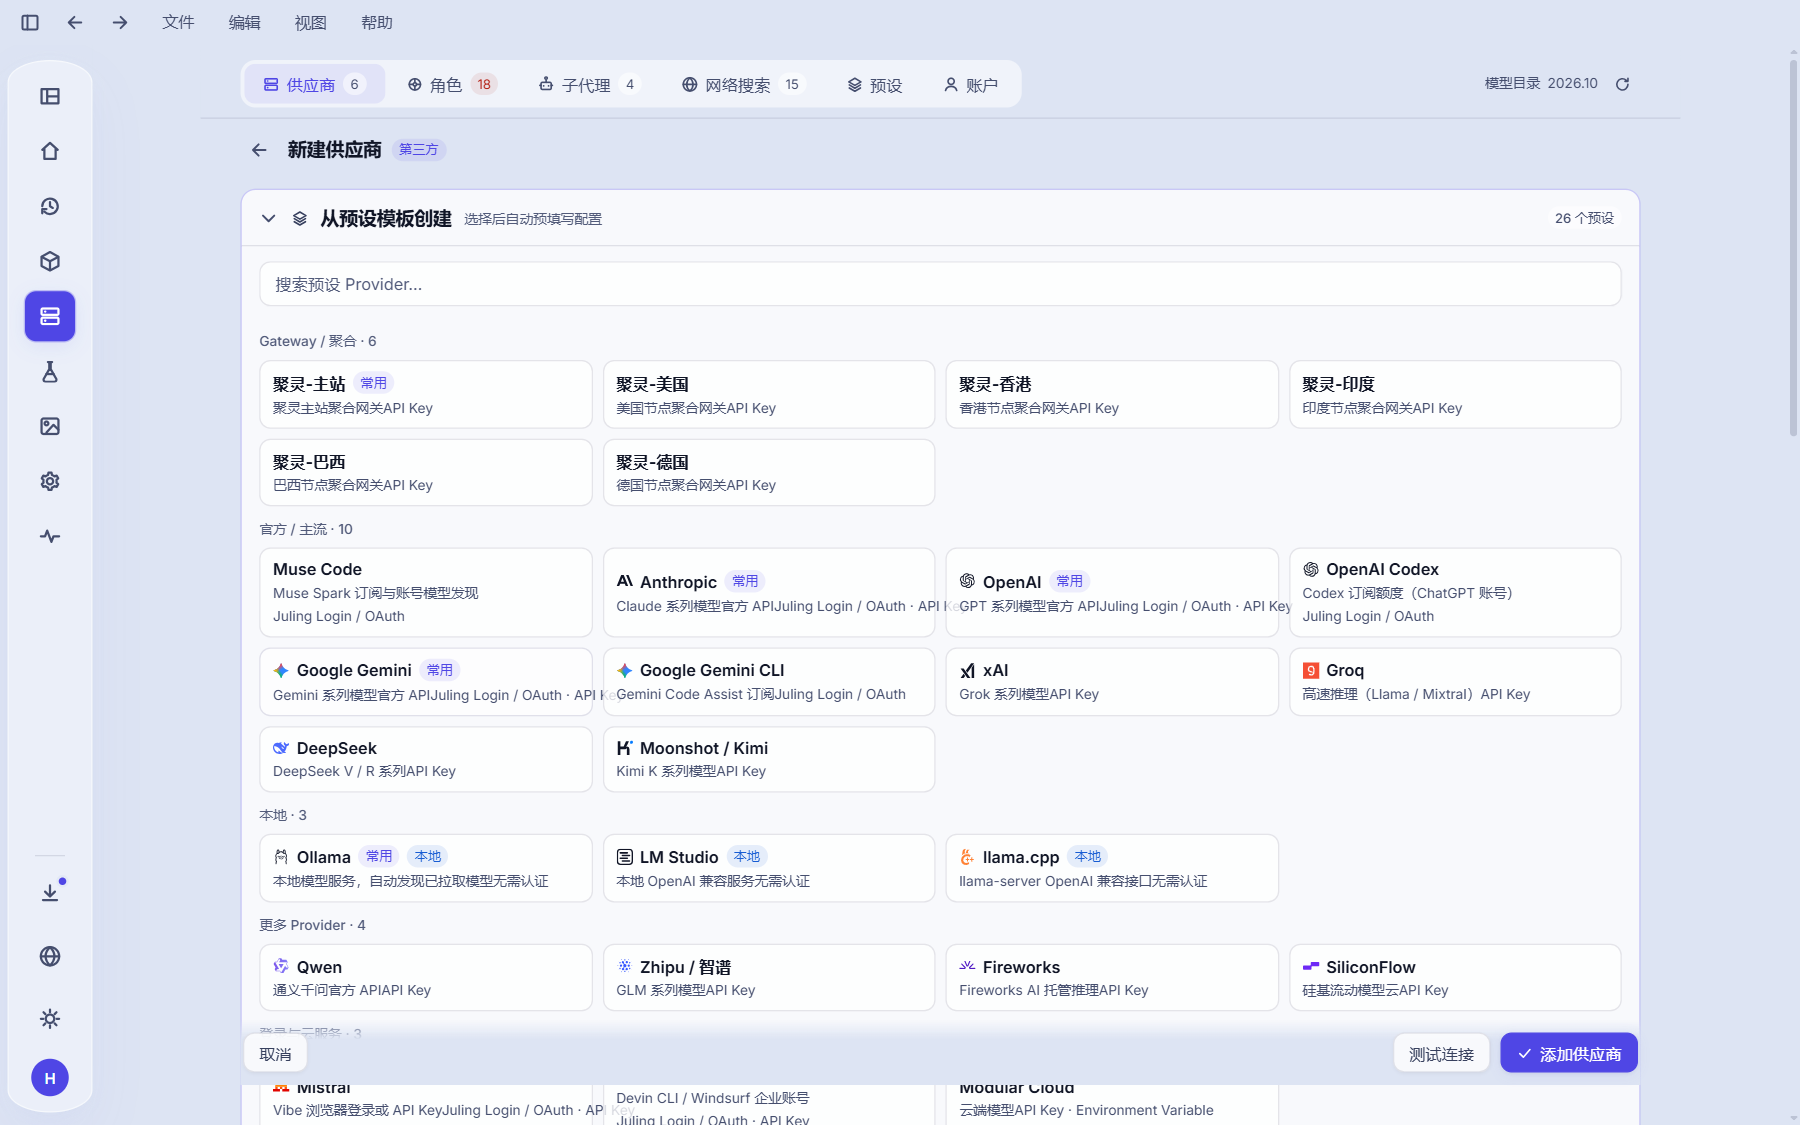 文件 编辑 视图 帮助
供应商 6 角色 18 子代理 4 网络搜索 15 预设 账户
模型目录 2026.10
新建供应商 第三方
从预设模板创建 选择后自动预填写配置
26 个预设
搜索预设 Provider...
Gateway / 聚合 · 6
聚灵-主站 常用
聚灵主站聚合网关API Key
聚灵-美国
美国节点聚合网关API Key
聚灵-香港
香港节点聚合网关API Key
聚灵-印度
印度节点聚合网关API Key
聚灵-巴西
巴西节点聚合网关API Key
聚灵-德国
德国节点聚合网关API Key
官方 / 主流 · 10
Muse Code
Muse Spark 订阅与账号模型发现
Juling Login / OAuth
Anthropic 常用
Claude 系列模型官方 APIJuling Login / OAuth · API Key
OpenAI 常用
GPT 系列模型官方 APIJuling Login / OAuth · API Key
OpenAI Codex
Codex 订阅额度（ChatGPT 账号）
Juling Login / OAuth
Google Gemini 常用
Gemini 系列模型官方 APIJuling Login / OAuth · API Key
Google Gemini CLI
Gemini Code Assist 订阅Juling Login / OAuth
xAI
Grok 系列模型API Key
Groq
高速推理（Llama / Mixtral）API Key
DeepSeek
DeepSeek V / R 系列API Key
Moonshot / Kimi
Kimi K 系列模型API Key
本地 · 3
Ollama 常用 本地
本地模型服务，自动发现已拉取模型无需认证
LM Studio 本地
本地 OpenAI 兼容服务无需认证
llama.cpp 本地
llama-server OpenAI 兼容接口无需认证
更多 Provider · 4
Qwen
通义千问官方 APIAPI Key
Zhipu / 智谱
GLM 系列模型API Key
Fireworks
Fireworks AI 托管推理API Key
SiliconFlow
硅基流动模型云API Key
登录与云服务 · 3
取消
测试连接
添加供应商
Mistral
Vibe 浏览器登录或 API KeyJuling Login / OAuth · API Key
Devin CLI / Windsurf 企业账号
Juling Login / OAuth · API Key
Modular Cloud
云端模型API Key · Environment Variable
H